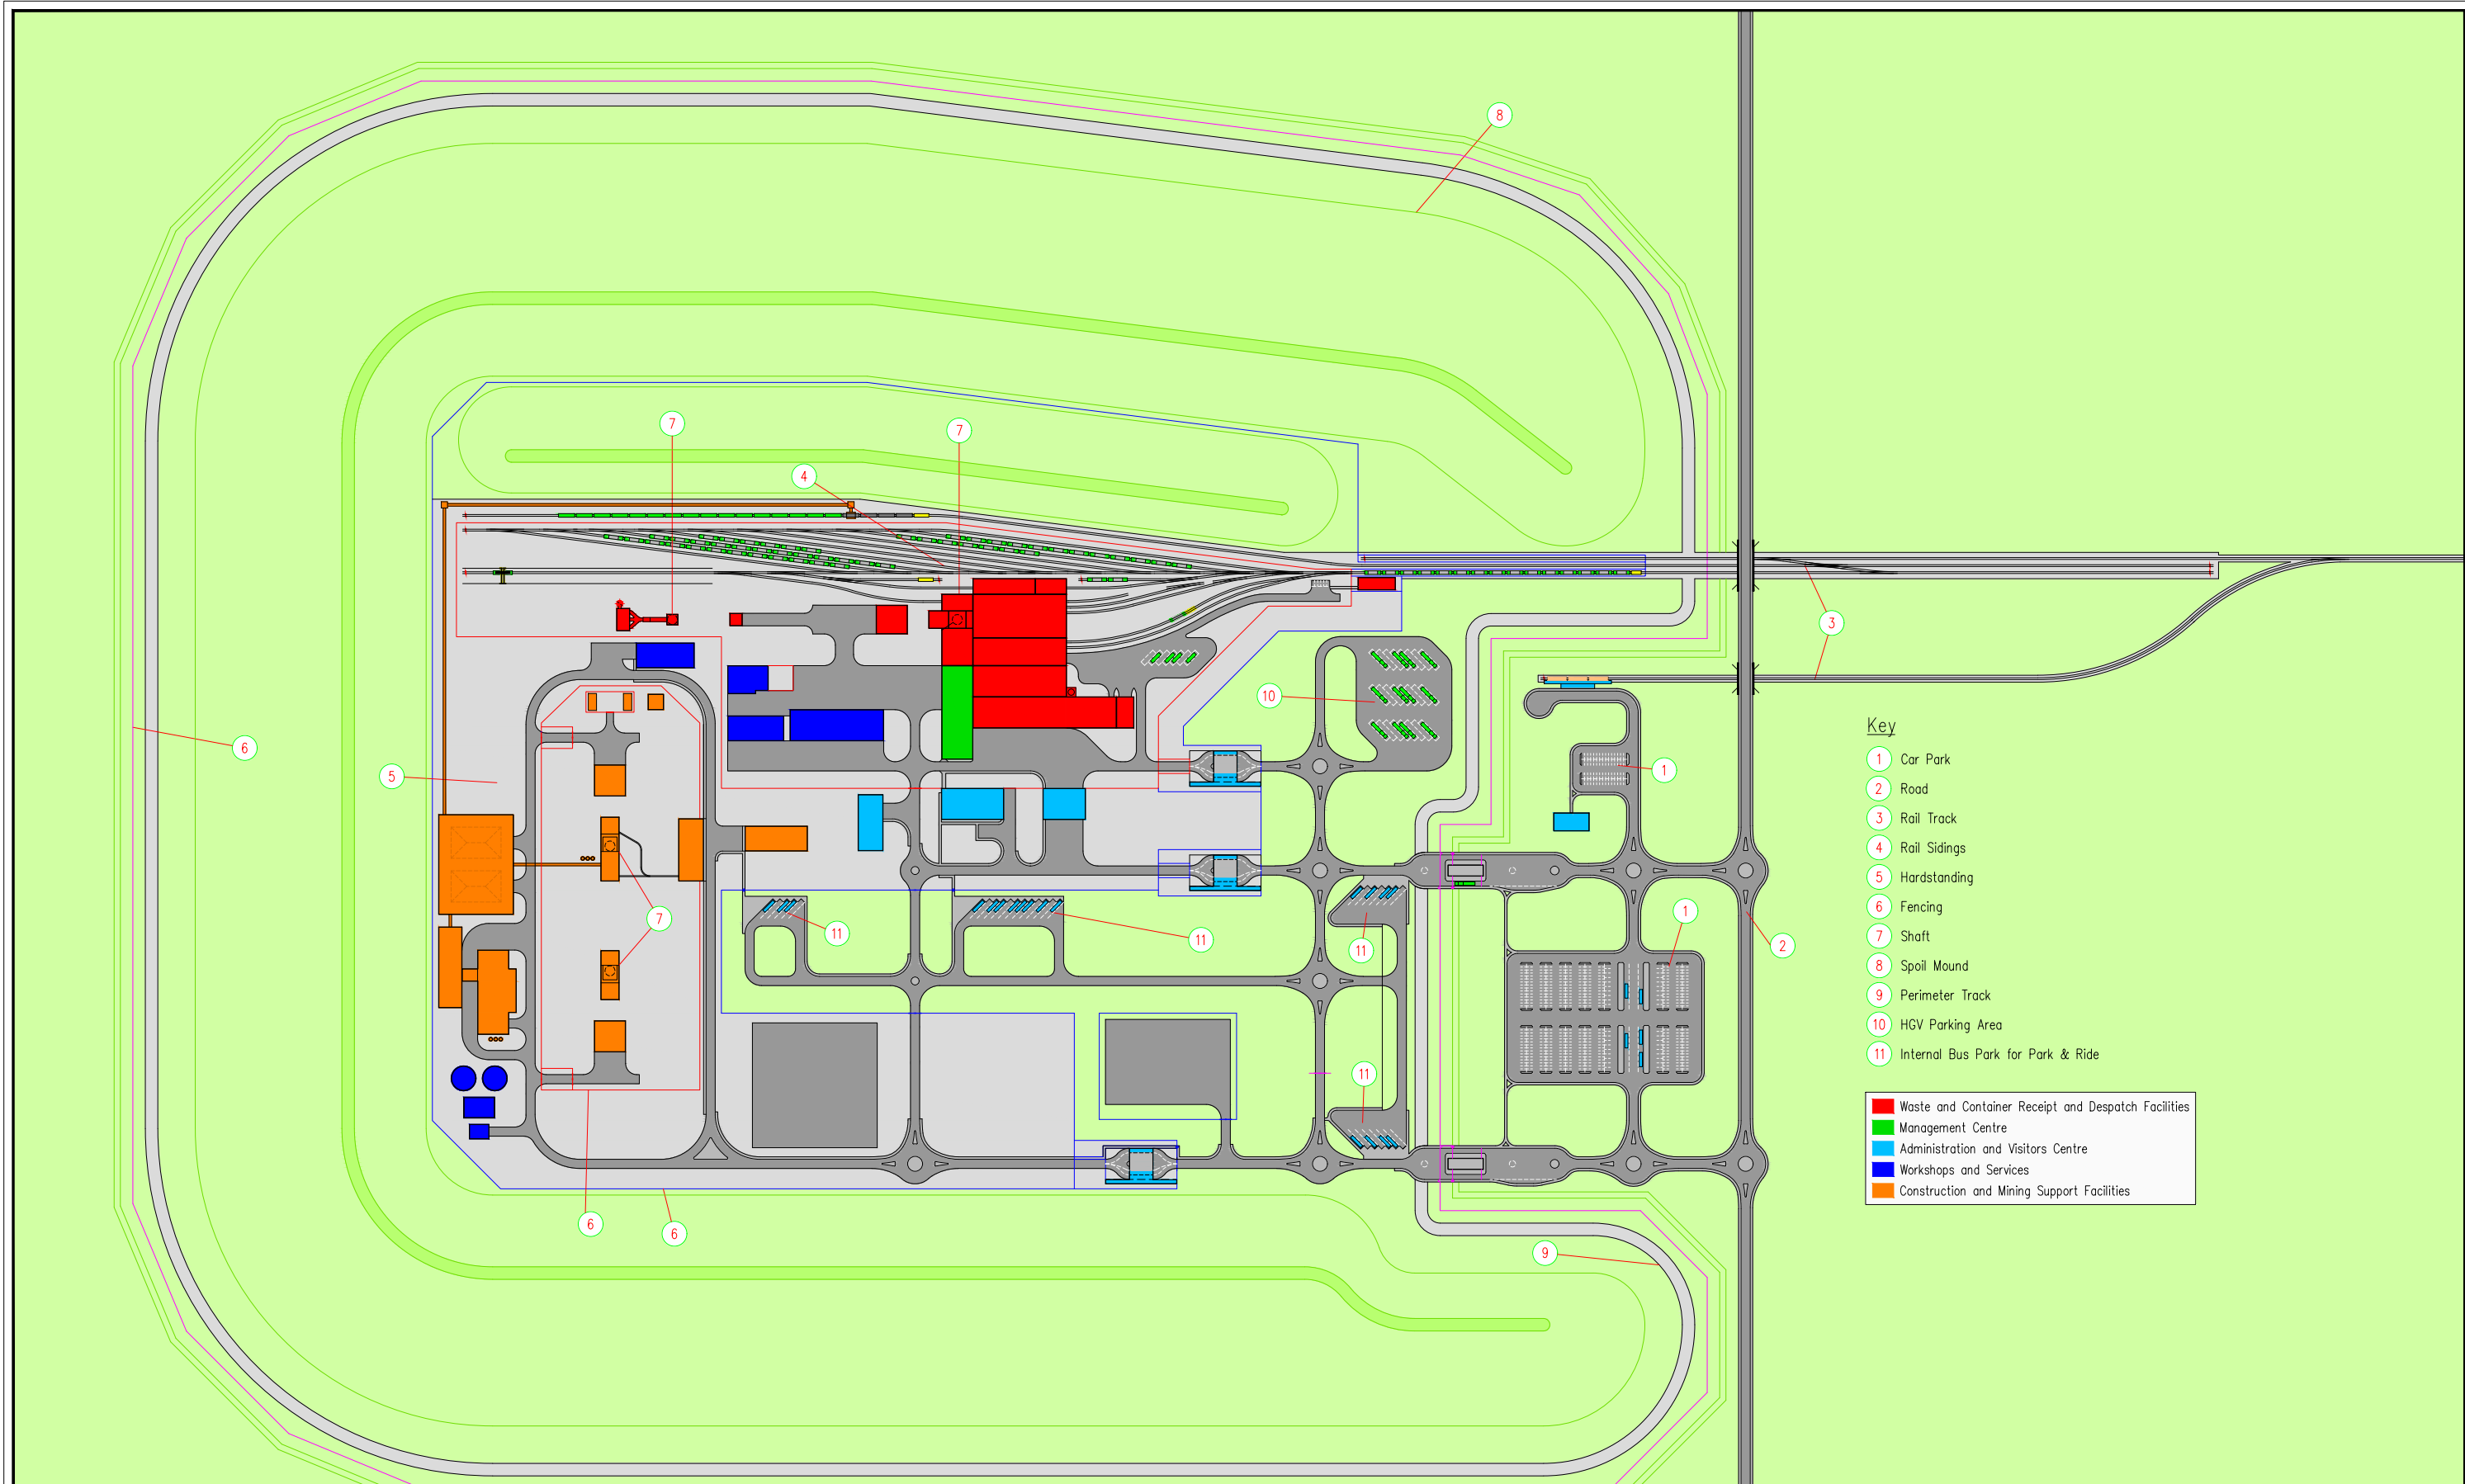 8
7
7
4
3
10
6
Key
5
1
1 Car Park
2 Road
3 Rail Track
4 Rail Sidings
5 Hardstanding
6 Fencing
7 Shaft
8 Spoil Mound
9 Perimeter Track
10 HGV Parking Area
11 Internal Bus Park for Park & Ride
7
1
11
11
11
2
11
Waste and Container Receipt and Despatch Facilities
Management Centre
Administration and Visitors Centre
Workshops and Services
Construction and Mining Support Facilities
6
6
9